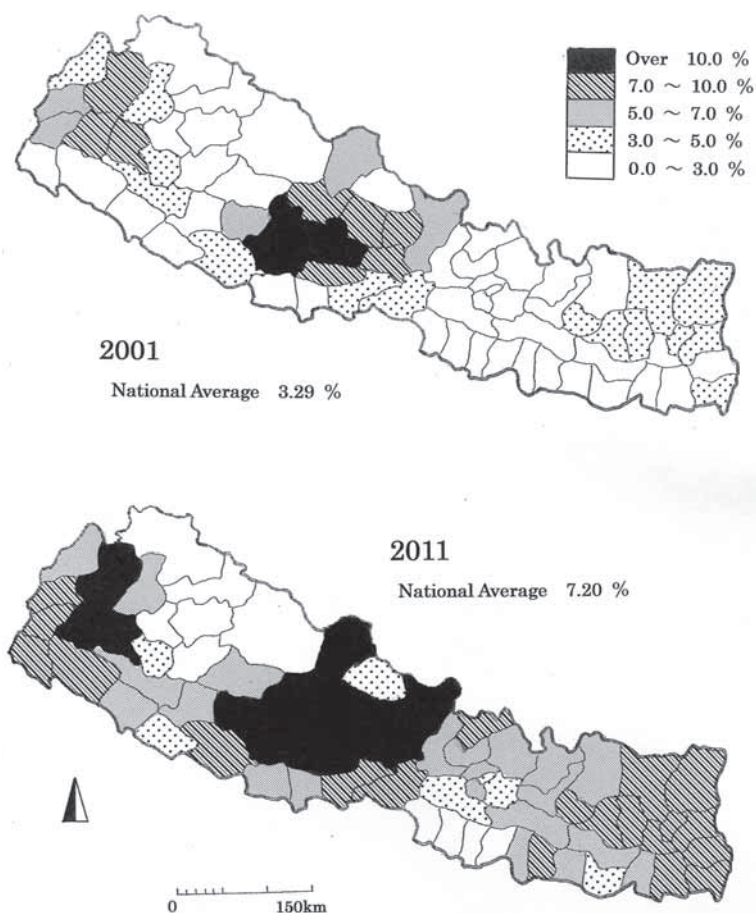 Over 10.0 %
7.0 ～ 10.0 %
5.0 ～ 7.0 %
3.0 ～ 5.0 %
0.0 ～ 3.0 %
2001
National Average 3.29 %
2011
National Average 7.20 %
0 150km